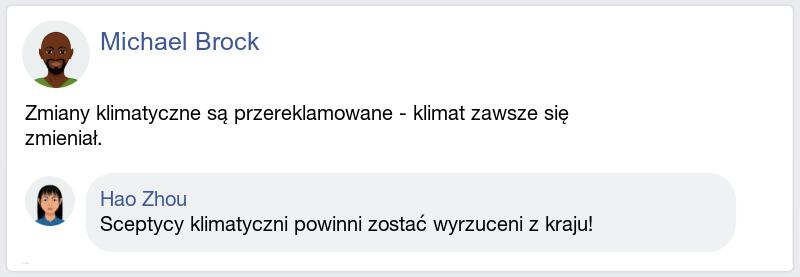 Michael Brock
Zmiany klimatyczne są przereklamowane - klimat zawsze się
zmieniał.
Hao Zhou
Sceptycy klimatyczni powinni zostać wyrzuceni z kraju!